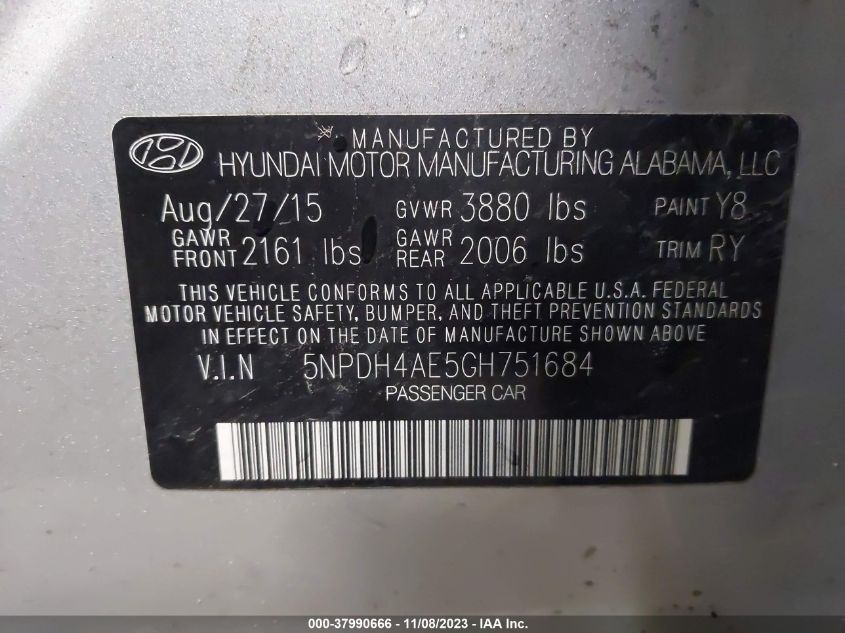 MANUFACTURED BY
HYUNDAI MOTOR MANUFACTURING ALABAMA, LLC
Aug/27/15 GVWR 3880 lbs PAINT Y8
GAWR FRONT 2161 lbs GAWR REAR 2006 lbs TRIM RY
THIS VEHICLE CONFORMS TO ALL APPLICABLE U.S.A. FEDERAL
MOTOR VEHICLE SAFETY, BUMPER, AND THEFT PREVENTION STANDARDS
IN EFFECT ON THE DATE OF MANUFACTURE SHOWN ABOVE.
V.I.N 5NPDH4AE5GH751684
PASSENGER CAR
000-37990666 - 11/08/2023 - IAA Inc.